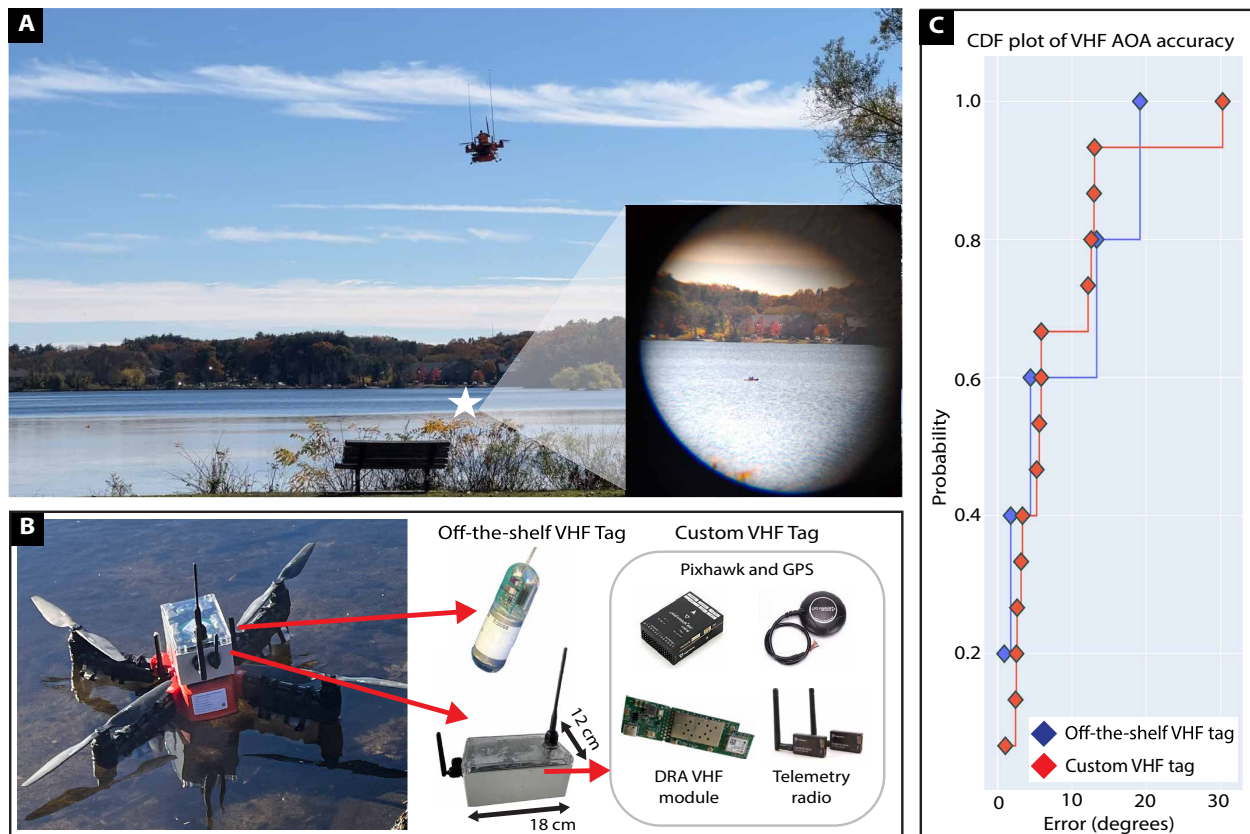 A
B
Off-the-shelf VHF Tag
Custom VHF Tag
Pixhawk and GPS
12 cm
18 cm
DRA VHF
module
Telemetry
radio
C
CDF plot of VHF AOA accuracy
Probability
1.0
0.8
0.6
0.4
0.2
0
10
20
30
Error (degrees)
Off-the-shelf VHF tag
Custom VHF tag